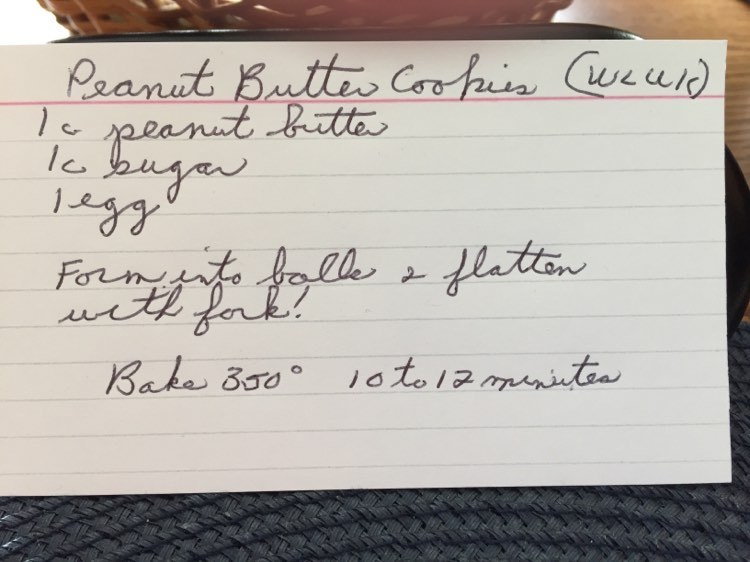 Peanut Butter Cookies (WLUK)
1c peanut butter
1c sugar
1 egg
Form into balls & flatten
with fork!
Bake 350° 10 to 12 minutes